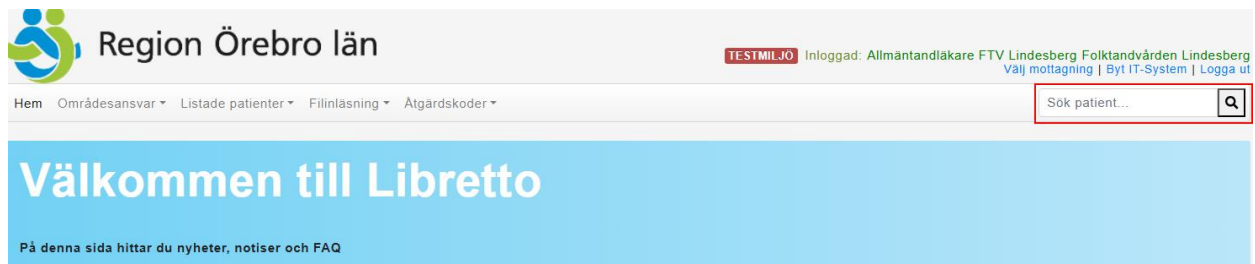 Region Örebro län
TESTMILJÖ Inloggad: Allmäntandläkare FTV Lindesberg Folktandvården Lindesberg
Välj mottagning | Byt IT-System | Logga ut
Hem Områdesansvar Listade patienter Filinläsning Åtgärdskoder Sök patient...
Välkommen till Libretto
På denna sida hittar du nyheter, notiser och FAQ